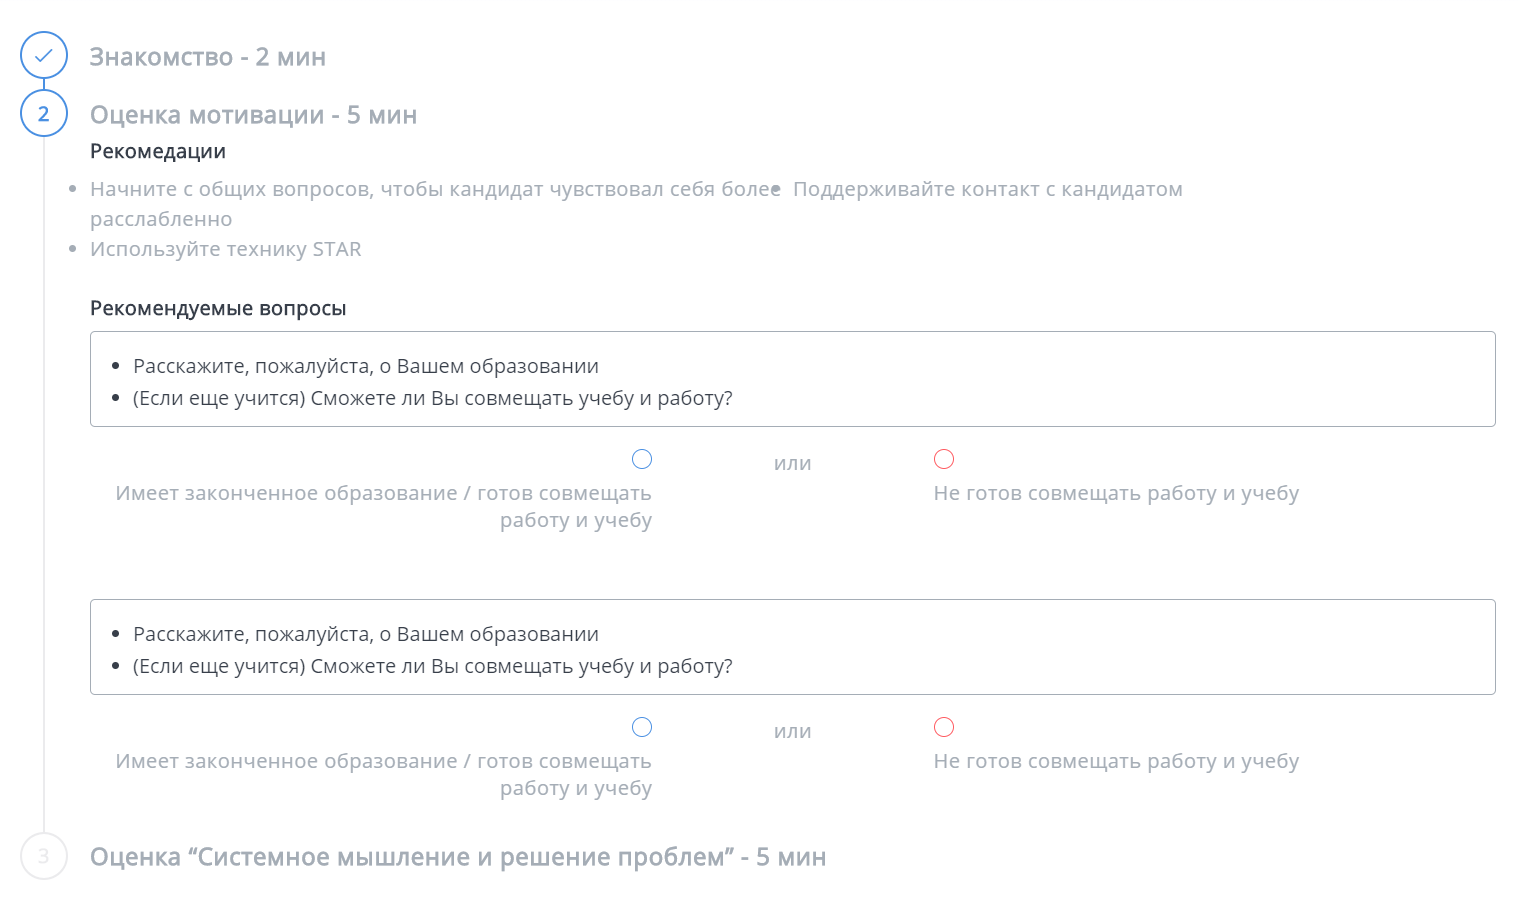 Знакомство - 2 мин
2
Оценка мотивации - 5 мин
Рекомедации
Начните с общих вопросов, чтобы кандидат чувствовал себя более
расслабленно
Используйте технику STAR
Поддерживайте контакт с кандидатом
Рекомендуемые вопросы
Расскажите, пожалуйста, о Вашем образовании
(Если еще учится) Сможете ли Вы совмещать учебу и работу?
или
Имеет законченное образование / готов совмещать
работу и учебу
Не готов совмещать работу и учебу
Расскажите, пожалуйста, о Вашем образовании
(Если еще учится) Сможете ли Вы совмещать учебу и работу?
или
Имеет законченное образование / готов совмещать
работу и учебу
Не готов совмещать работу и учебу
3
Оценка “Системное мышление и решение проблем” - 5 мин